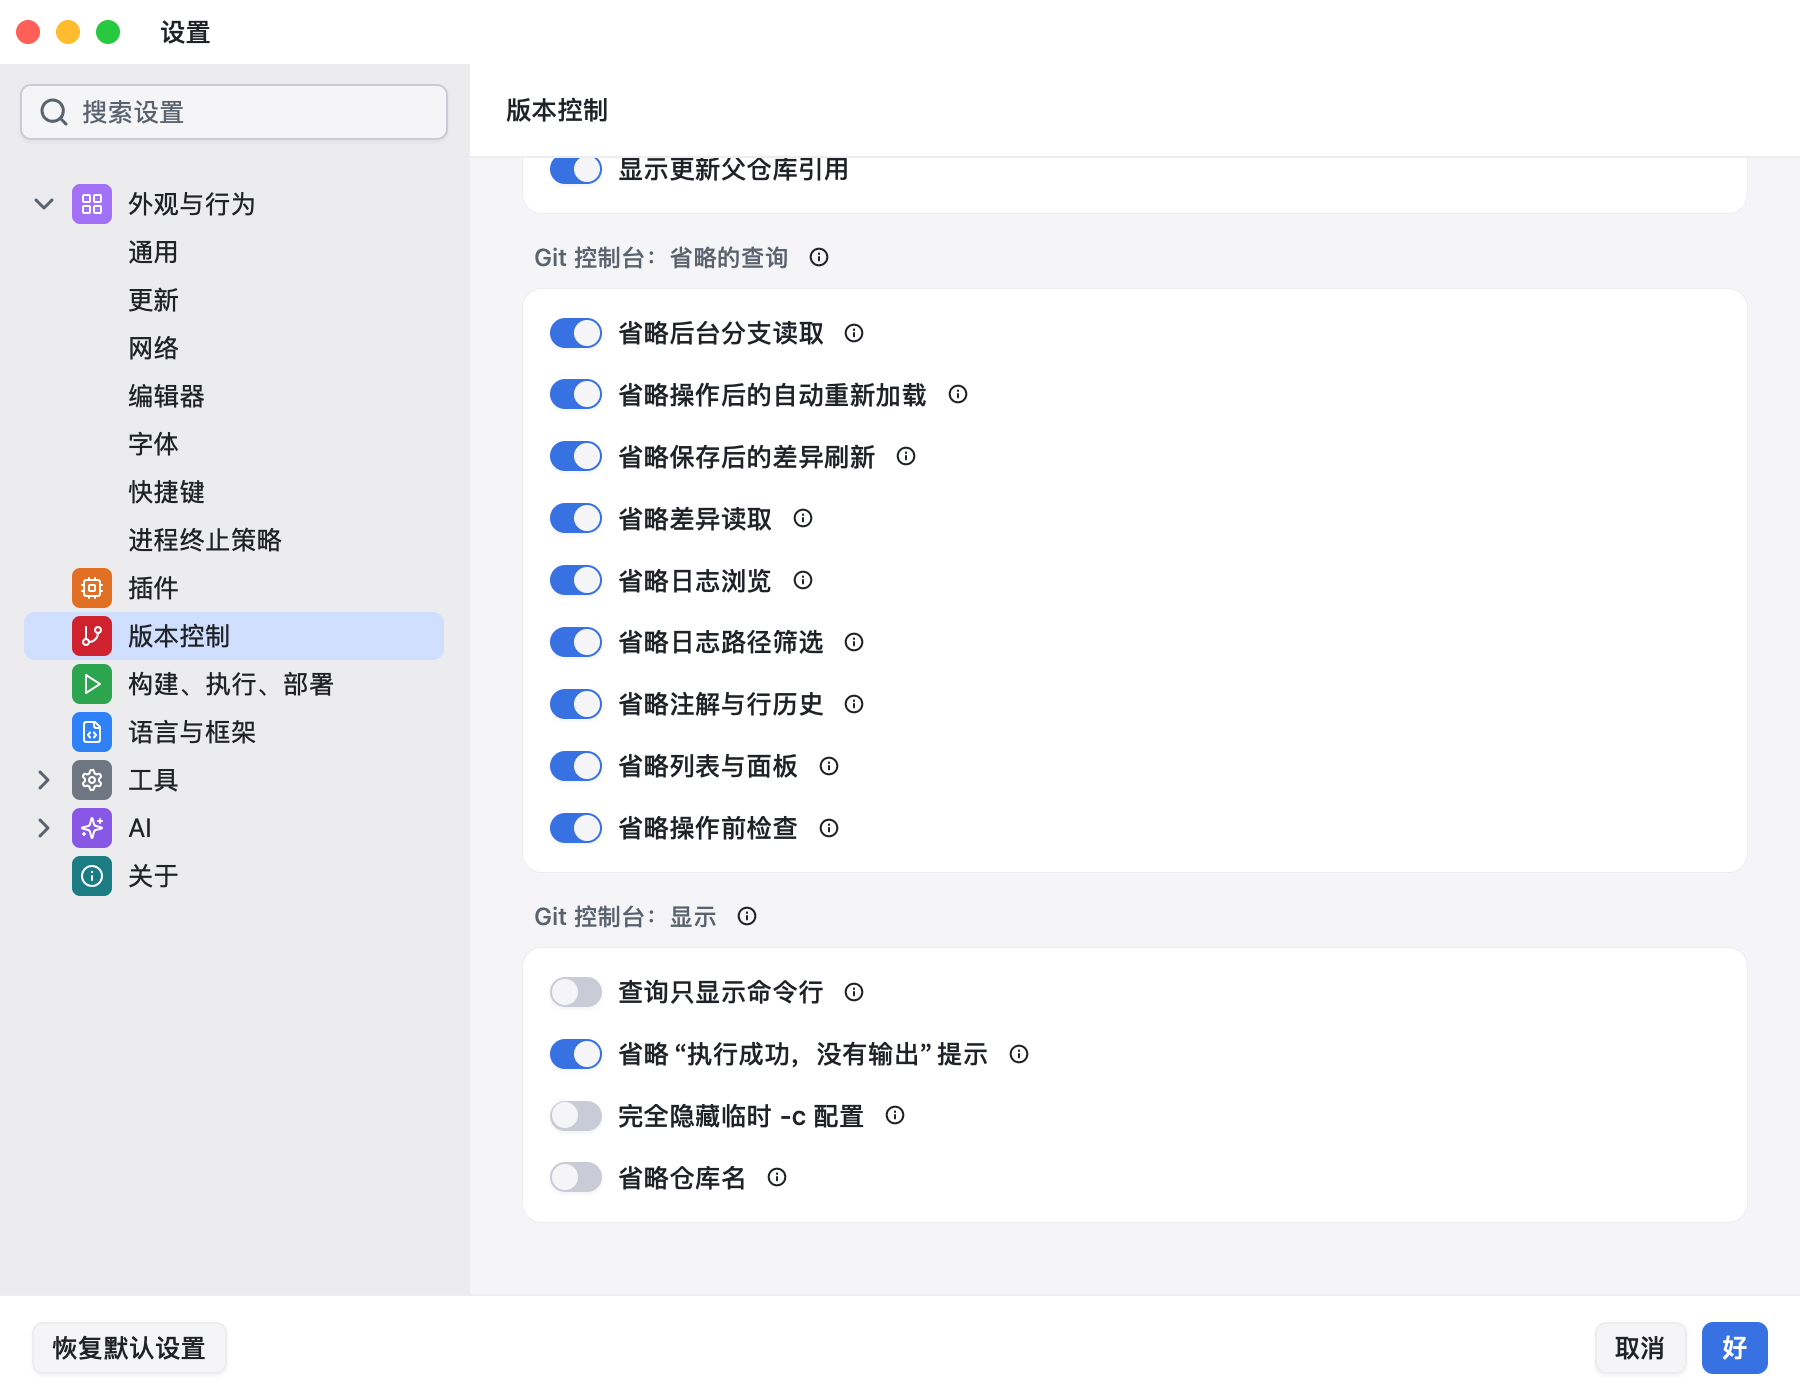 设置
搜索设置
外观与行为
通用
更新
网络
编辑器
字体
快捷键
进程终止策略
插件
版本控制
构建、执行、部署
语言与框架
工具
AI
关于
版本控制
显示更新父仓库引用
Git 控制台：省略的查询
省略后台分支读取
省略操作后的自动重新加载
省略保存后的差异刷新
省略差异读取
省略日志浏览
省略日志路径筛选
省略注解与行历史
省略列表与面板
省略操作前检查
Git 控制台：显示
查询只显示命令行
省略“执行成功，没有输出”提示
完全隐藏临时 -c 配置
省略仓库名
恢复默认设置
取消
好